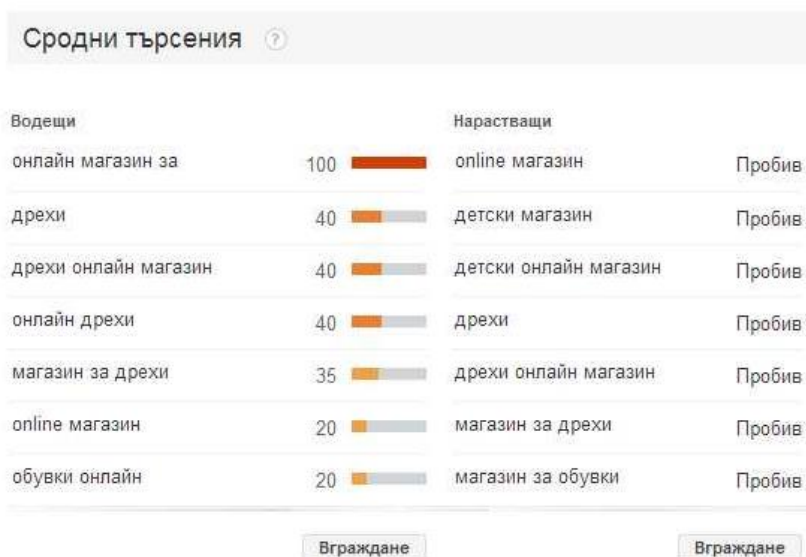 Сродни търсения ?
Водещи Нарастващи
онлайн магазин за 100 online магазин Пробив
дрехи 40 детски магазин Пробив
дрехи онлайн магазин 40 детски онлайн магазин Пробив
онлайн дрехи 40 дрехи Пробив
магазин за дрехи 35 дрехи онлайн магазин Пробив
online магазин 20 магазин за дрехи Пробив
обувки онлайн 20 магазин за обувки Пробив
Вграждане Вграждане